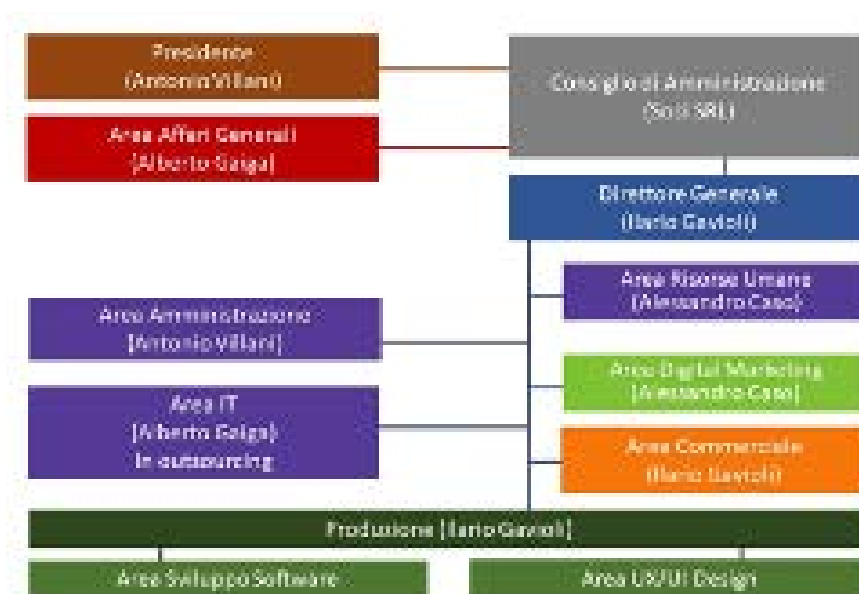 Presidente
(Antonio Villani)
Consiglio di Amministrazione
(Soli SRL)
Area Affari Generali
(Alberto Gaiga)
Direttore Generale
(Ilario Gavioli)
Area Risorse Umane
(Alessandro Caso)
Area Amministrazione
(Antonio Villani)
Area Digital Marketing
(Alessandro Caso)
Area IT
(Alberto Gaiga)
In outsourcing
Area Commerciale
(Ilario Gavioli)
Produzione (Ilario Gavioli)
Area Sviluppo Software
Area UX/UI Design